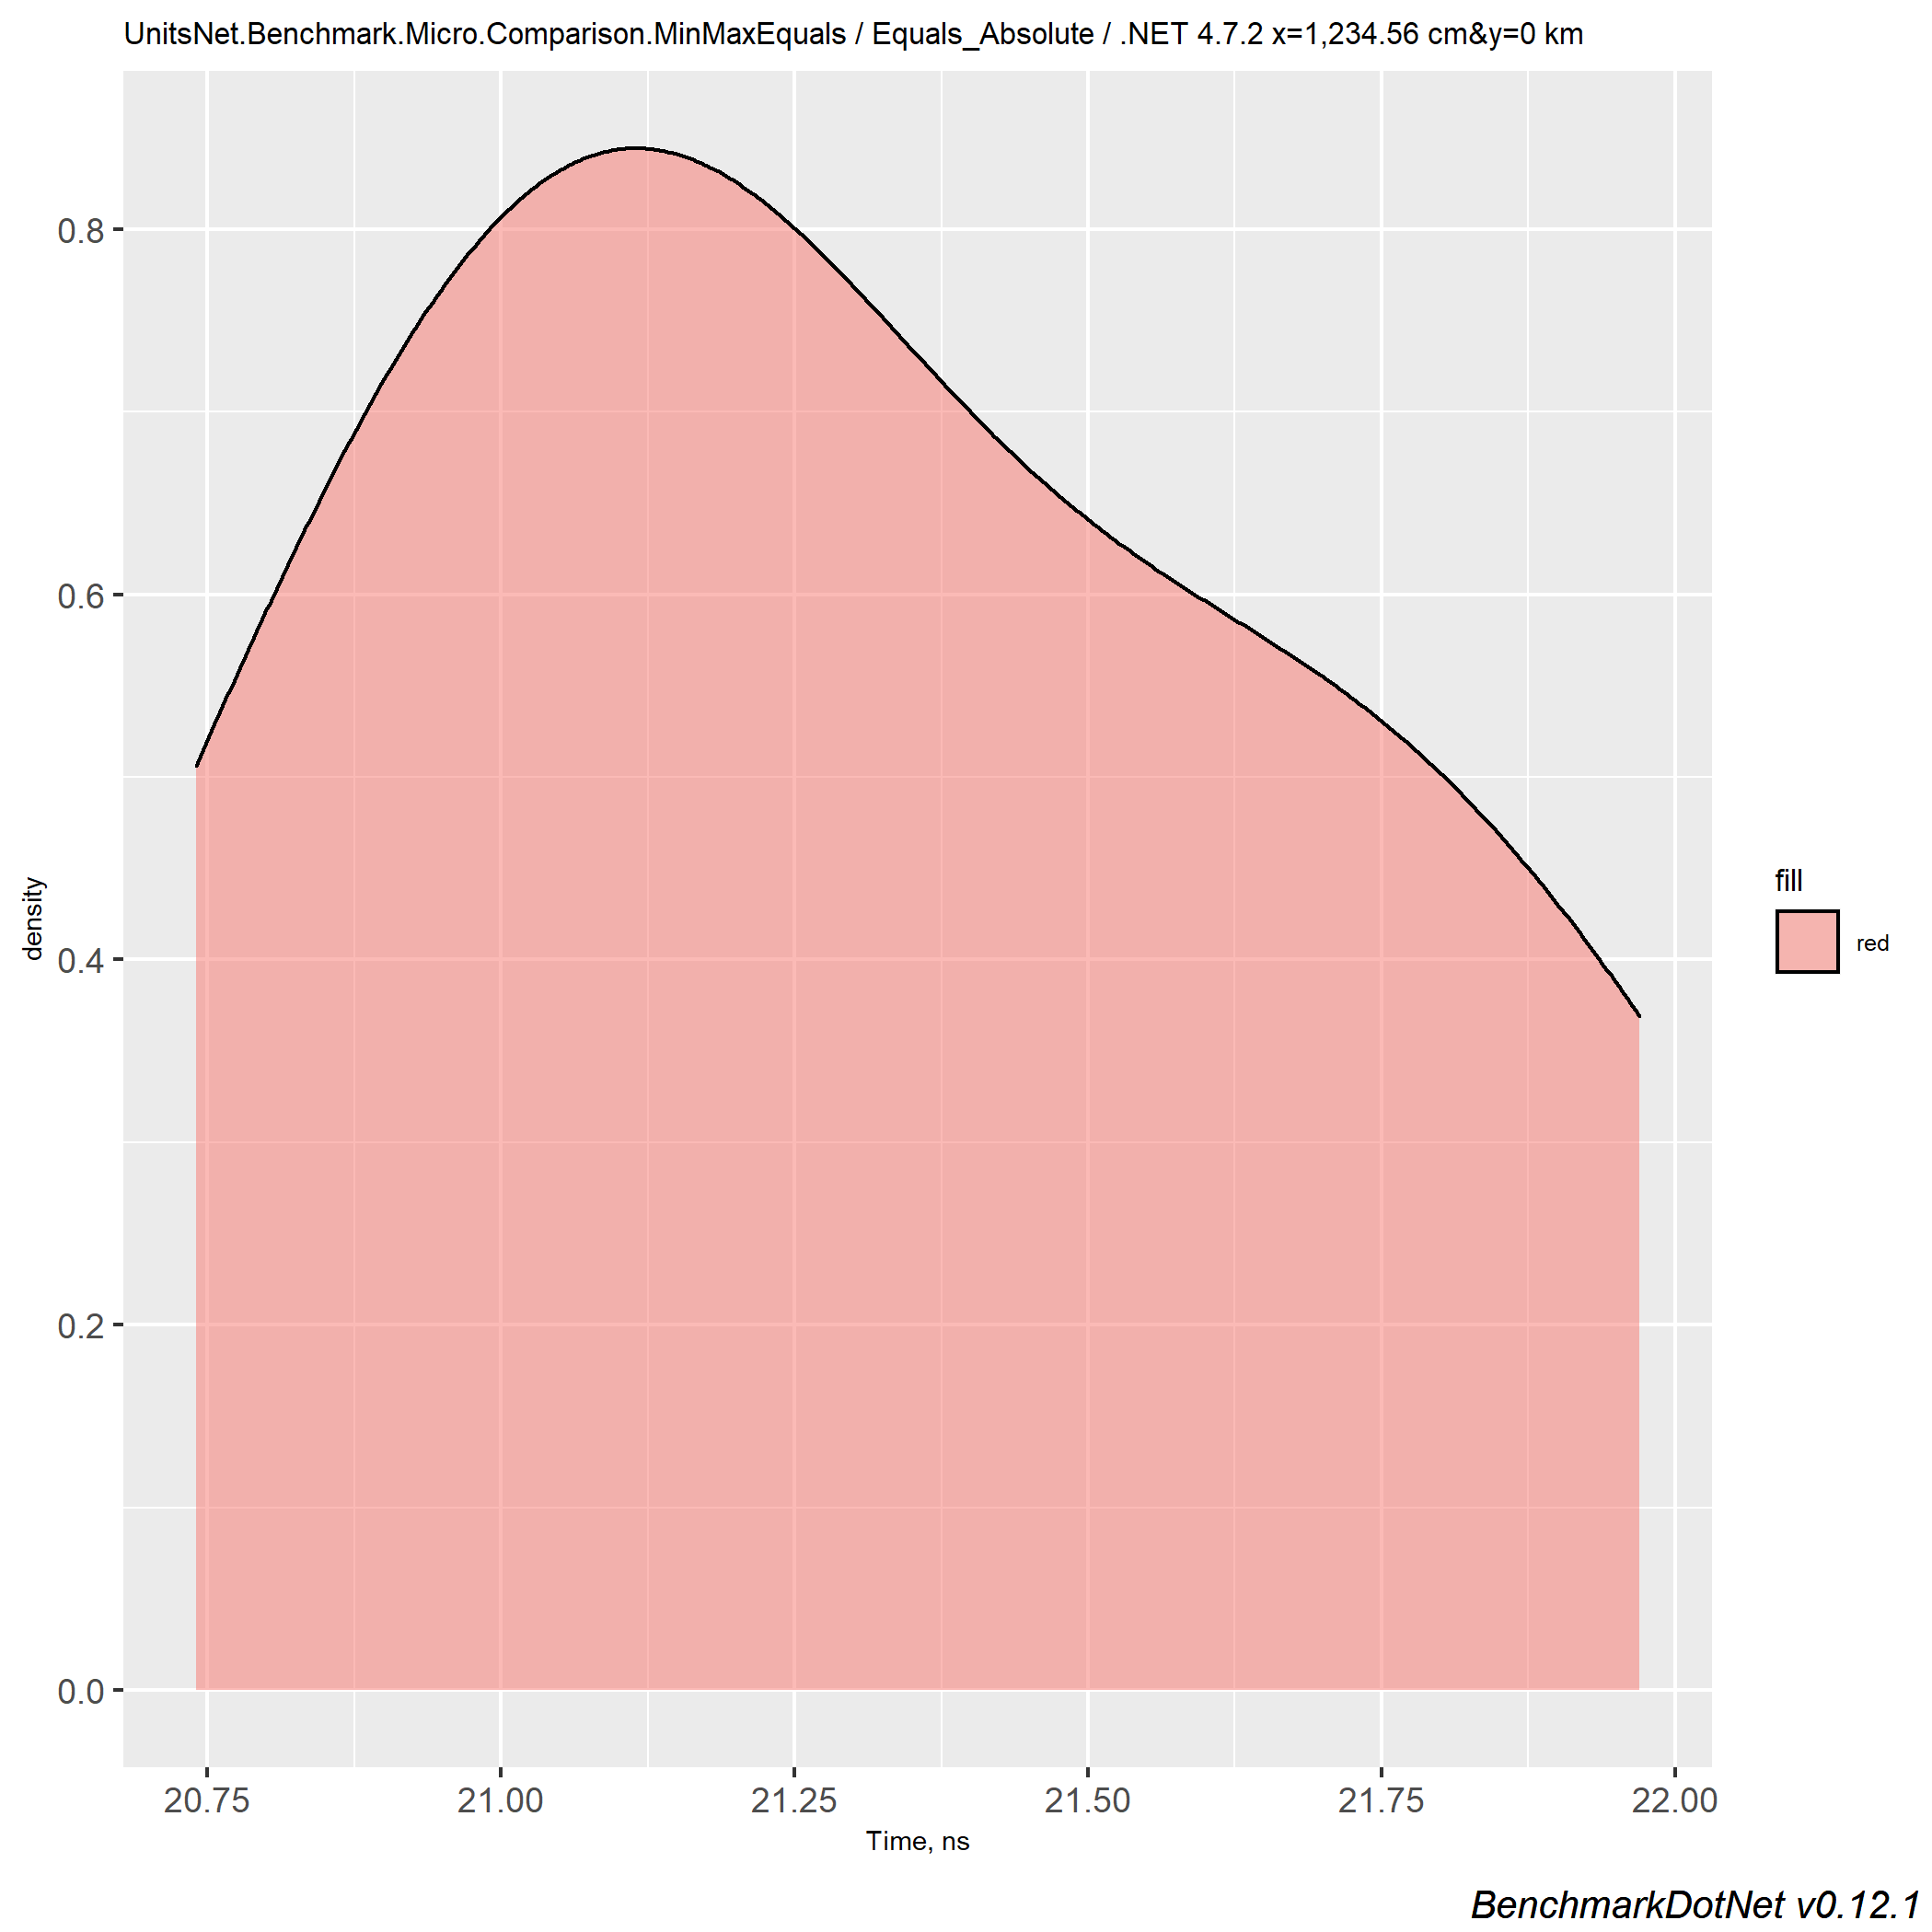 UnitsNet.Benchmark.Micro.Comparison.MinMaxEquals / Equals_Absolute / .NET 4.7.2 x=1,234.56 cm&y=0 km
0.8
0.6
0.4
0.2
0.0
density
20.75 21.00 21.25 21.50 21.75 22.00
Time, ns
fill
red
BenchmarkDotNet v0.12.1